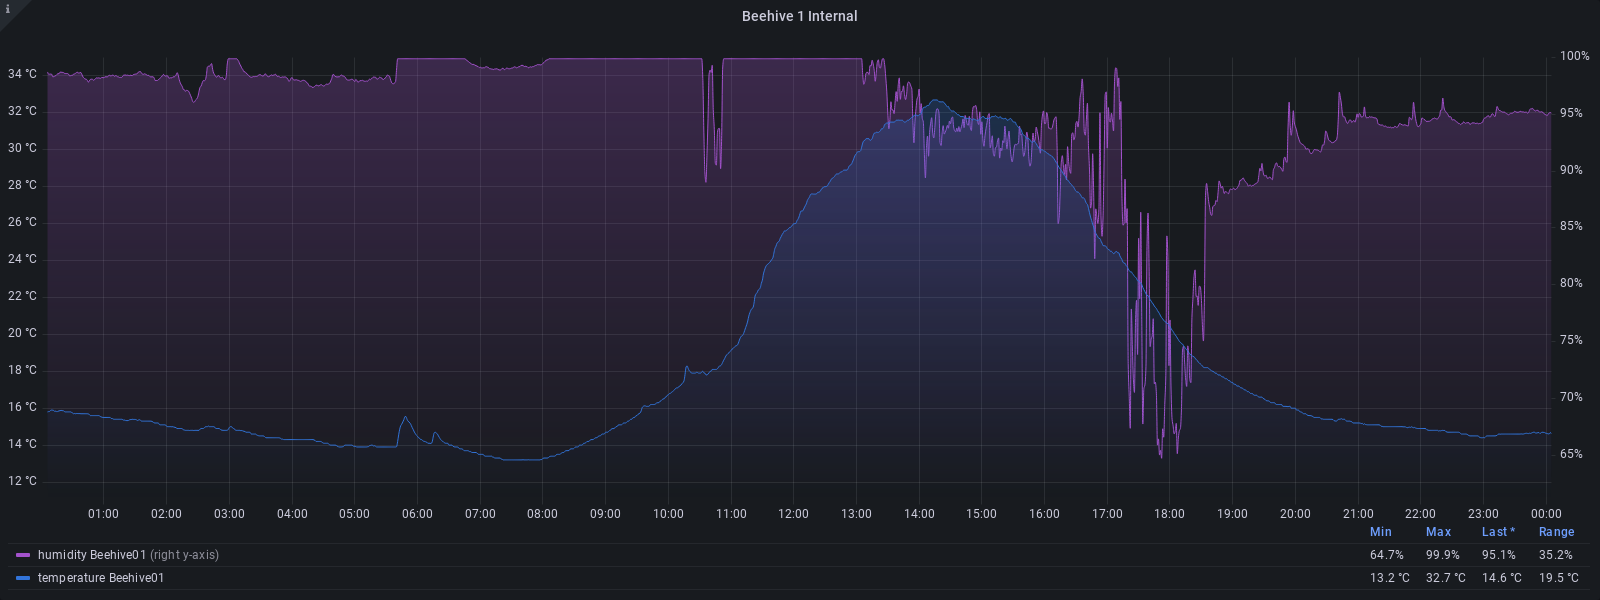 i
Beehive 1 Internal
34 °C
32 °C
30 °C
28 °C
26 °C
24 °C
22 °C
20 °C
18 °C
16 °C
14 °C
12 °C
100%
95%
90%
85%
80%
75%
70%
65%
01:00 02:00 03:00 04:00 05:00 06:00 07:00 08:00 09:00 10:00 11:00 12:00 13:00 14:00 15:00 16:00 17:00 18:00 19:00 20:00 21:00 22:00 23:00 00:00
Min Max Last * Range
humidity Beehive01 (right y-axis) 64.7% 99.9% 95.1% 35.2%
temperature Beehive01 13.2 °C 32.7 °C 14.6 °C 19.5 °C